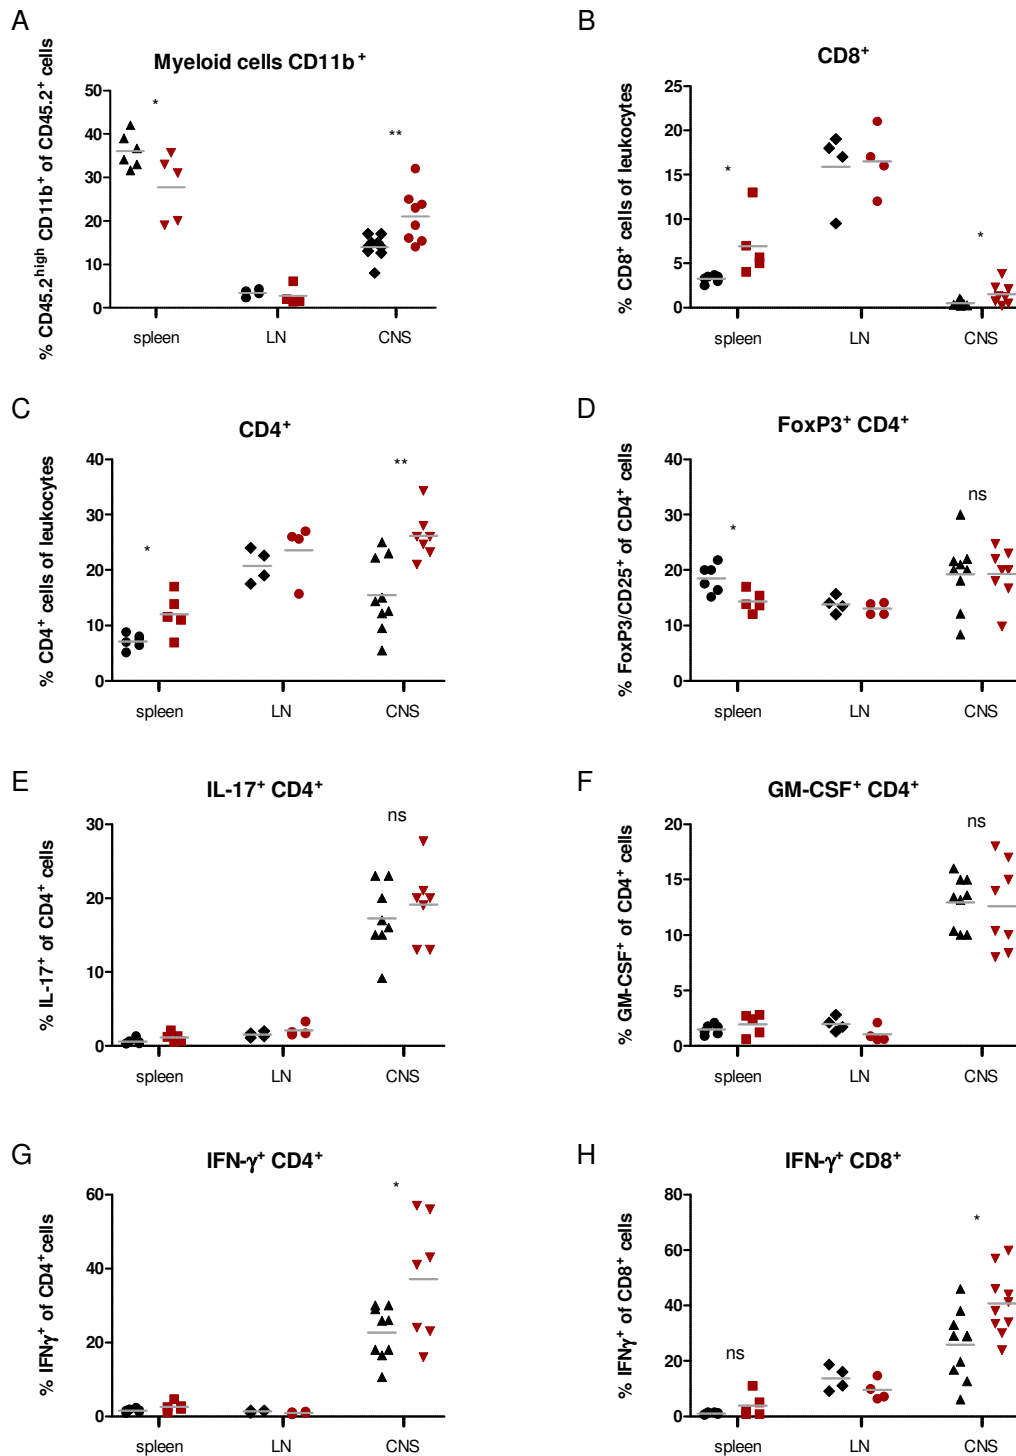 A
Myeloid cells CD11b+
% CD45.2high CD11b+ of CD45.2+ cells
50
40
30
20
10
0
*
**
spleen LN CNS
B
CD8+
% CD8+ cells of leukocytes
25
20
15
10
5
0
*
*
spleen LN CNS
C
CD4+
% CD4+ cells of leukocytes
40
30
20
10
0
*
**
spleen LN CNS
D
FoxP3+ CD4+
% FoxP3/CD25+ of CD4+ cells
40
30
20
10
0
*
ns
spleen LN CNS
E
IL-17+ CD4+
% IL-17+ of CD4+ cells
30
20
10
0
ns
spleen LN CNS
F
GM-CSF+ CD4+
% GM-CSF+ of CD4+ cells
20
15
10
5
0
ns
spleen LN CNS
G
IFN-γ+ CD4+
% IFNγ+ of CD4+cells
60
40
20
0
*
spleen LN CNS
H
IFN-γ+ CD8+
% IFNγ+ of CD8+ cells
80
60
40
20
0
ns
*
spleen LN CNS